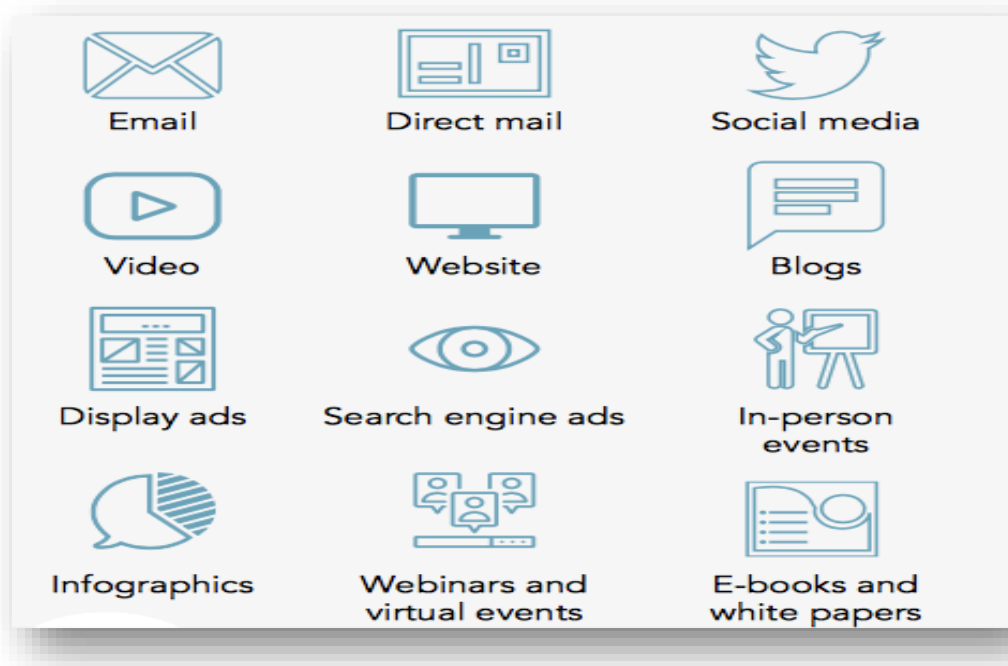 Email
Direct mail
Social media
Video
Website
Blogs
Display ads
Search engine ads
In-person
events
Infographics
Webinars and
virtual events
E-books and
white papers